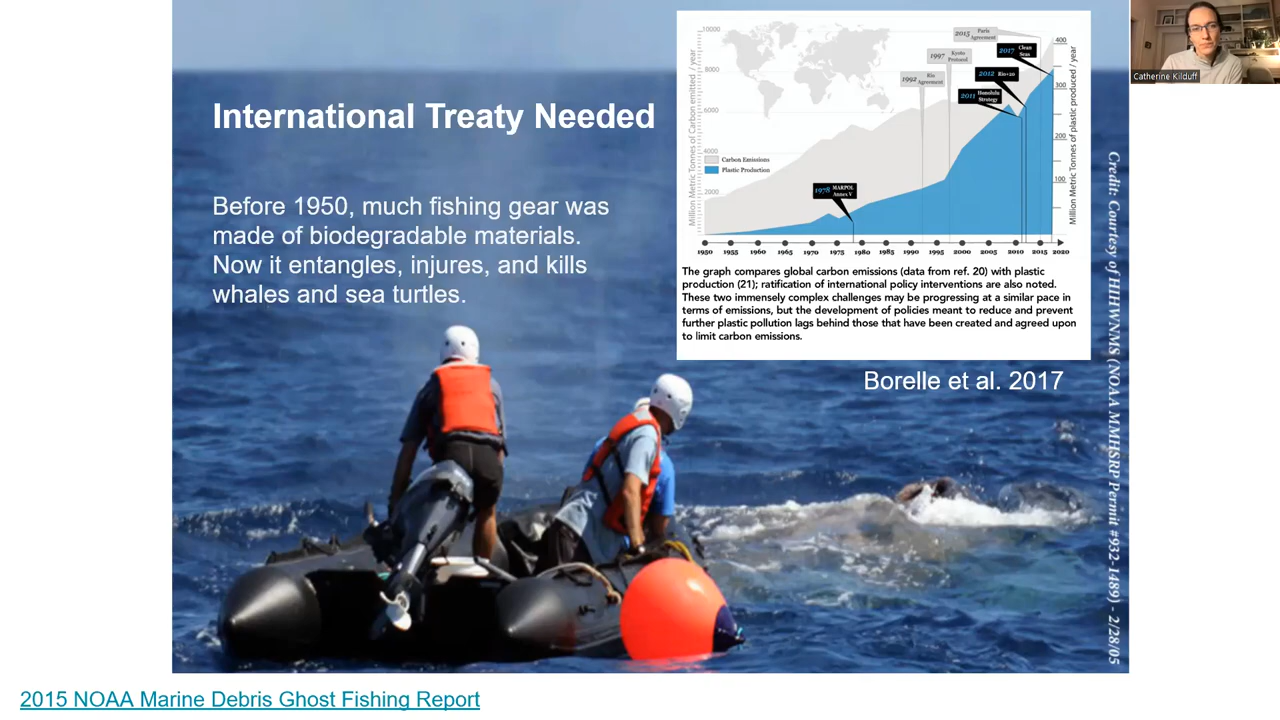 International Treaty Needed
Before 1950, much fishing gear was
made of biodegradable materials.
Now it entangles, injures, and kills
whales and sea turtles.
Million Metric Tonnes of Carbon emitted / year
10000
8000
6000
4000
2000
Carbon Emissions
Plastic Production
1978 MARPOL
Annex V
1992 Rio
Agreement
1997 Kyoto
2015 Paris
Agreement
2011 Honolulu
Strategy
2012 Rio+20
2017 Clean
Seas
400
300
200
100
Million Metric Tonnes of plastic produced / year
1950 1955 1960 1965 1970 1975 1980 1985 1990 1995 2000 2005 2010 2015 2020
The graph compares global carbon emissions (data from ref. 20) with plastic
production (21); ratification of international policy interventions are also noted.
These two immensely complex challenges may be progressing at a similar pace in
terms of emissions, but the development of policies meant to reduce and prevent
further plastic pollution lags behind those that have been created and agreed upon
to limit carbon emissions.
Borelle et al. 2017
Credit: Courtesy of HIHWNMS (NOAA MMHSRP Permit #932-1489) - 2/28/05
Catherine Kilduff
2015 NOAA Marine Debris Ghost Fishing Report